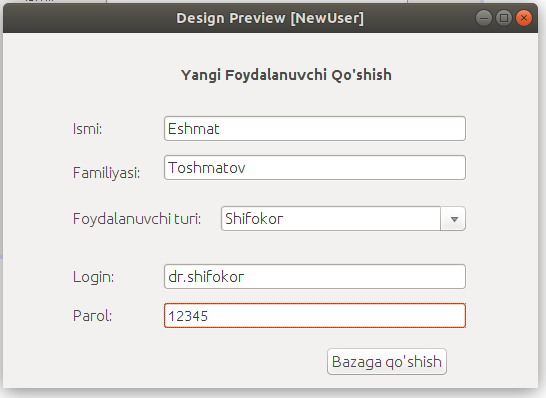 Design Preview [NewUser]
Yangi Foydalanuvchi Qo'shish
Ismi: Eshmat
Familiyasi: Toshmatov
Foydalanuvchi turi: Shifokor
Login: dr.shifokor
Parol: 12345
Bazaga qo'shish